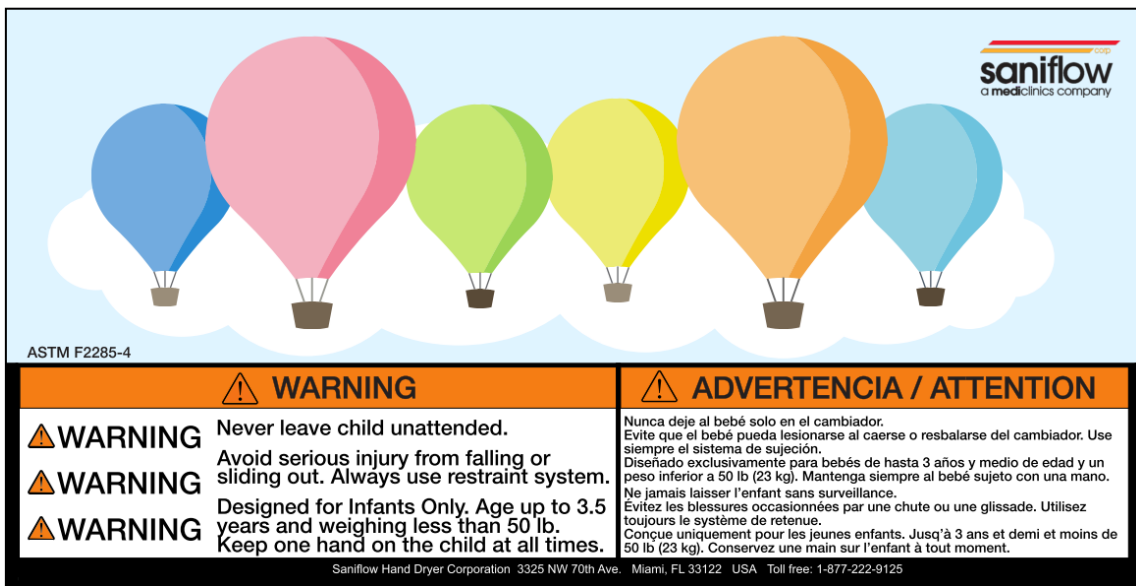 corp
saniflow
a mediclinics company
ASTM F2285-4
WARNING
WARNING Never leave child unattended.
WARNING Avoid serious injury from falling or
sliding out. Always use restraint system.
WARNING Designed for Infants Only. Age up to 3.5
years and weighing less than 50 lb.
Keep one hand on the child at all times.
ADVERTENCIA / ATTENTION
Nunca deje al bebé solo en el cambiador.
Evite que el bebé pueda lesionarse al caerse o resbalarse del cambiador. Use
siempre el sistema de sujeción.
Diseñado exclusivamente para bebés de hasta 3 años y medio de edad y un
peso inferior a 50 lb (23 kg). Mantenga siempre al bebé sujeto con una mano.
Ne jamais laisser l'enfant sans surveillance.
Évitez les blessures occasionnées par une chute ou une glissade. Utilisez
toujours le système de retenue.
Conçue uniquement pour les jeunes enfants. Jusqu'à 3 ans et demi et moins de
50 lb (23 kg). Conservez une main sur l'enfant à tout moment.
Saniflow Hand Dryer Corporation 3325 NW 70th Ave. Miami, FL 33122 USA Toll free: 1-877-222-9125